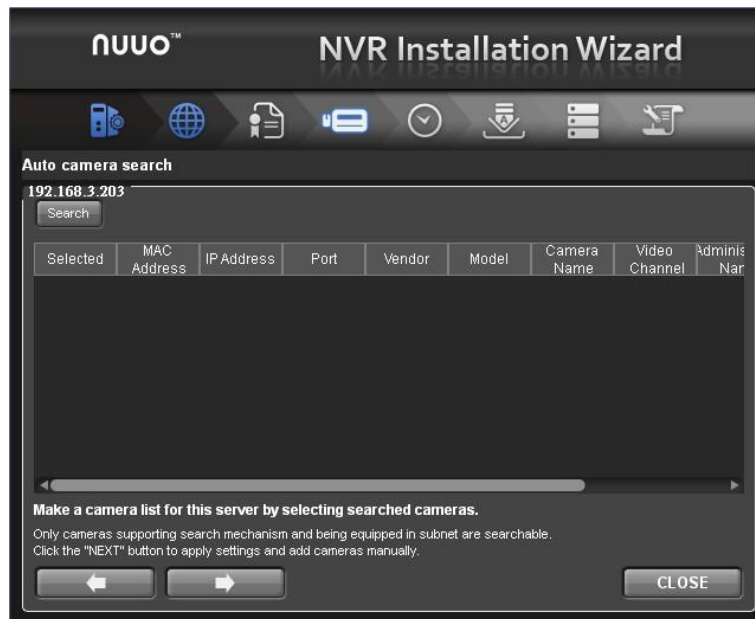 nuuo™
NVR Installation Wizard
Auto camera search
192.168.3.203
Search
Selected
MAC Address
IP Address
Port
Vendor
Model
Camera Name
Video Channel
Make a camera list for this server by selecting searched cameras.
Only cameras supporting search mechanism and being equipped in subnet are searchable.
Click the "NEXT" button to apply settings and add cameras manually.
CLOSE